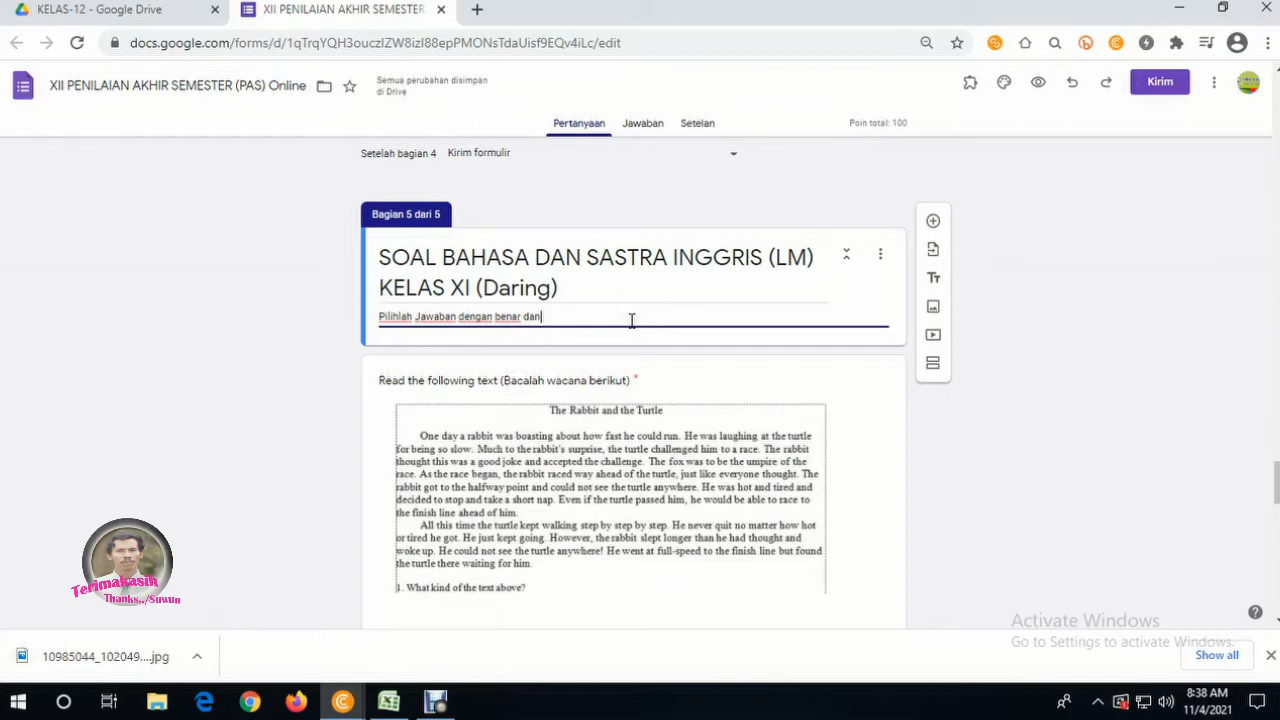 KELAS-12 - Google Drive
XII PENILAIAN AKHIR SEMESTER
docs.google.com/forms/d/1qTrqYQH3ouczIZW8izI88epPMONsTdaUisf9EQv4iLc/edit
XII PENILAIAN AKHIR SEMESTER (PAS) Online
Semua perubahan disimpan
di Drive
Kirim
Pertanyaan
Jawaban
Setelan
Poin total: 100
Setelah bagian 4
Kirim formulir
Bagian 5 dari 5
SOAL BAHASA DAN SASTRA INGGRIS (LM)
KELAS XI (Daring)
Pilihlah Jawaban dengan benar dan
Read the following text (Bacalah wacana berikut) *
The Rabbit and the Turtle
One day a rabbit was boasting about how fast he could run. He was laughing at the turtle
for being so slow. Much to the rabbit's surprise, the turtle challenged him to a race. The rabbit
thought this was a good joke and accepted the challenge. The fox was to be the umpire of the
race. As the race began, the rabbit raced way ahead of the turtle, just like everyone thought. The
rabbit got to the halfway point and could not see the turtle anywhere. He was hot and tired and
decided to stop and take a short nap. Even if the turtle passed him, he would be able to race to
the finish line ahead of him.
All this time the turtle kept walking step by step by step. He never quit no matter how hot
or tired he got. He just kept going. However, the rabbit slept longer than he had thought and
woke up. He could not see the turtle anywhere! He went at full-speed to the finish line but found
the turtle there waiting for him.
1. What kind of the text above?
Terimakasih
Thanks../Suwun
Activate Windows
Go to Settings to activate Windows.
10985044_102049....jpg
Show all
8:38 AM
11/4/2021